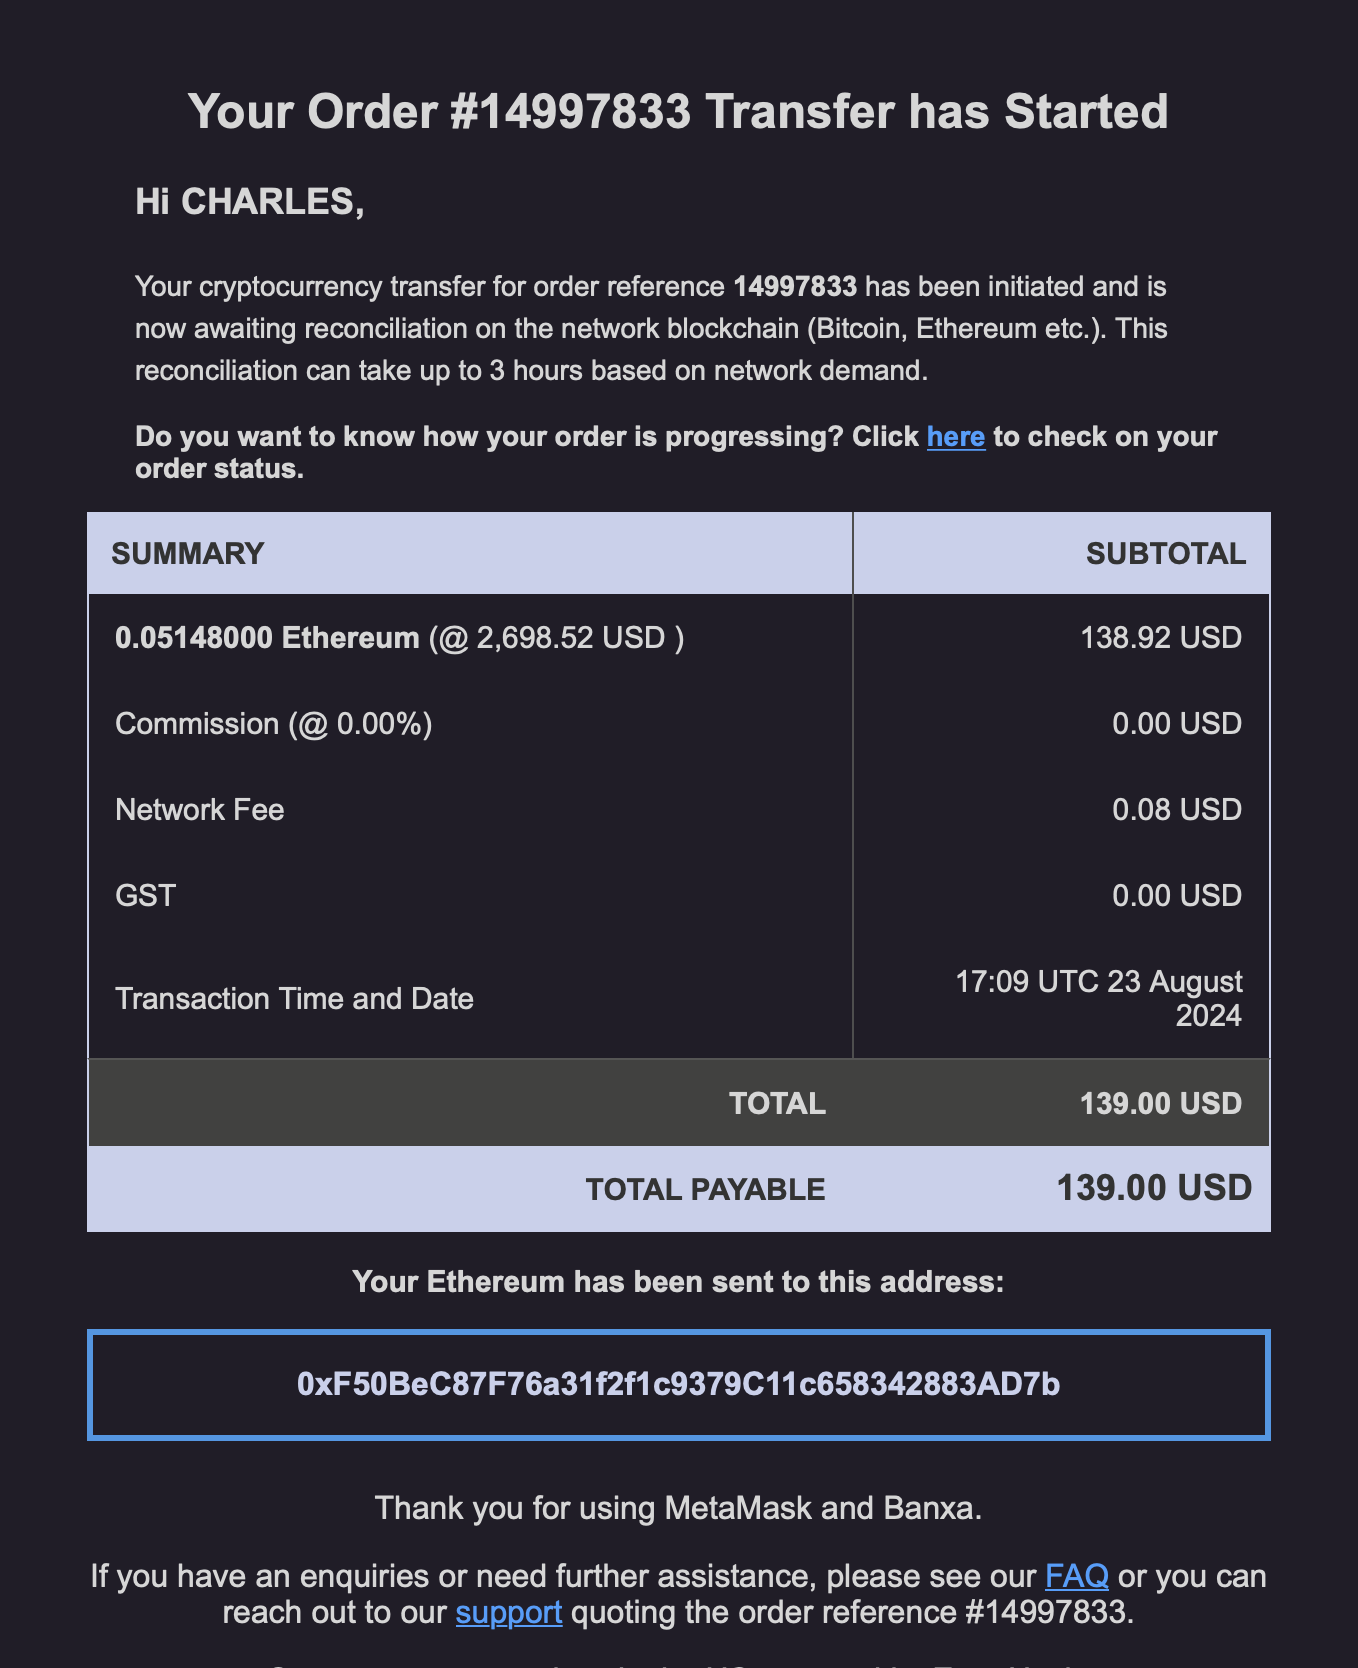 Your Order #14997833 Transfer has Started
Hi CHARLES,
Your cryptocurrency transfer for order reference 14997833 has been initiated and is
now awaiting reconciliation on the network blockchain (Bitcoin, Ethereum etc.). This
reconciliation can take up to 3 hours based on network demand.
Do you want to know how your order is progressing? Click here to check on your
order status.
SUMMARY SUBTOTAL
0.05148000 Ethereum (@ 2,698.52 USD ) 138.92 USD
Commission (@ 0.00%) 0.00 USD
Network Fee 0.08 USD
GST 0.00 USD
Transaction Time and Date 17:09 UTC 23 August
2024
TOTAL 139.00 USD
TOTAL PAYABLE 139.00 USD
Your Ethereum has been sent to this address:
0xF50BeC87F76a31f2f1c9379C11c658342883AD7b
Thank you for using MetaMask and Banxa.
If you have an enquiries or need further assistance, please see our FAQ or you can
reach out to our support quoting the order reference #14997833.